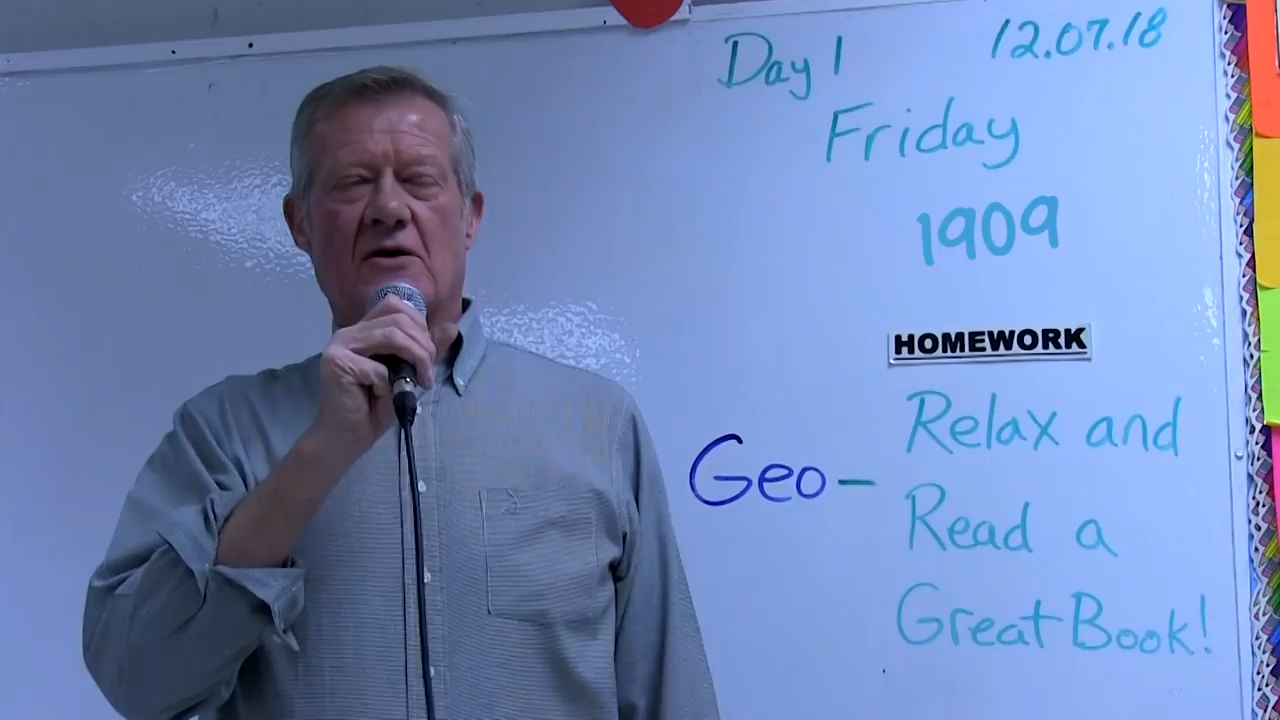 Day 1 12.07.18
Friday
1909
HOMEWORK
Relax and
Geo- Read a
Great Book!